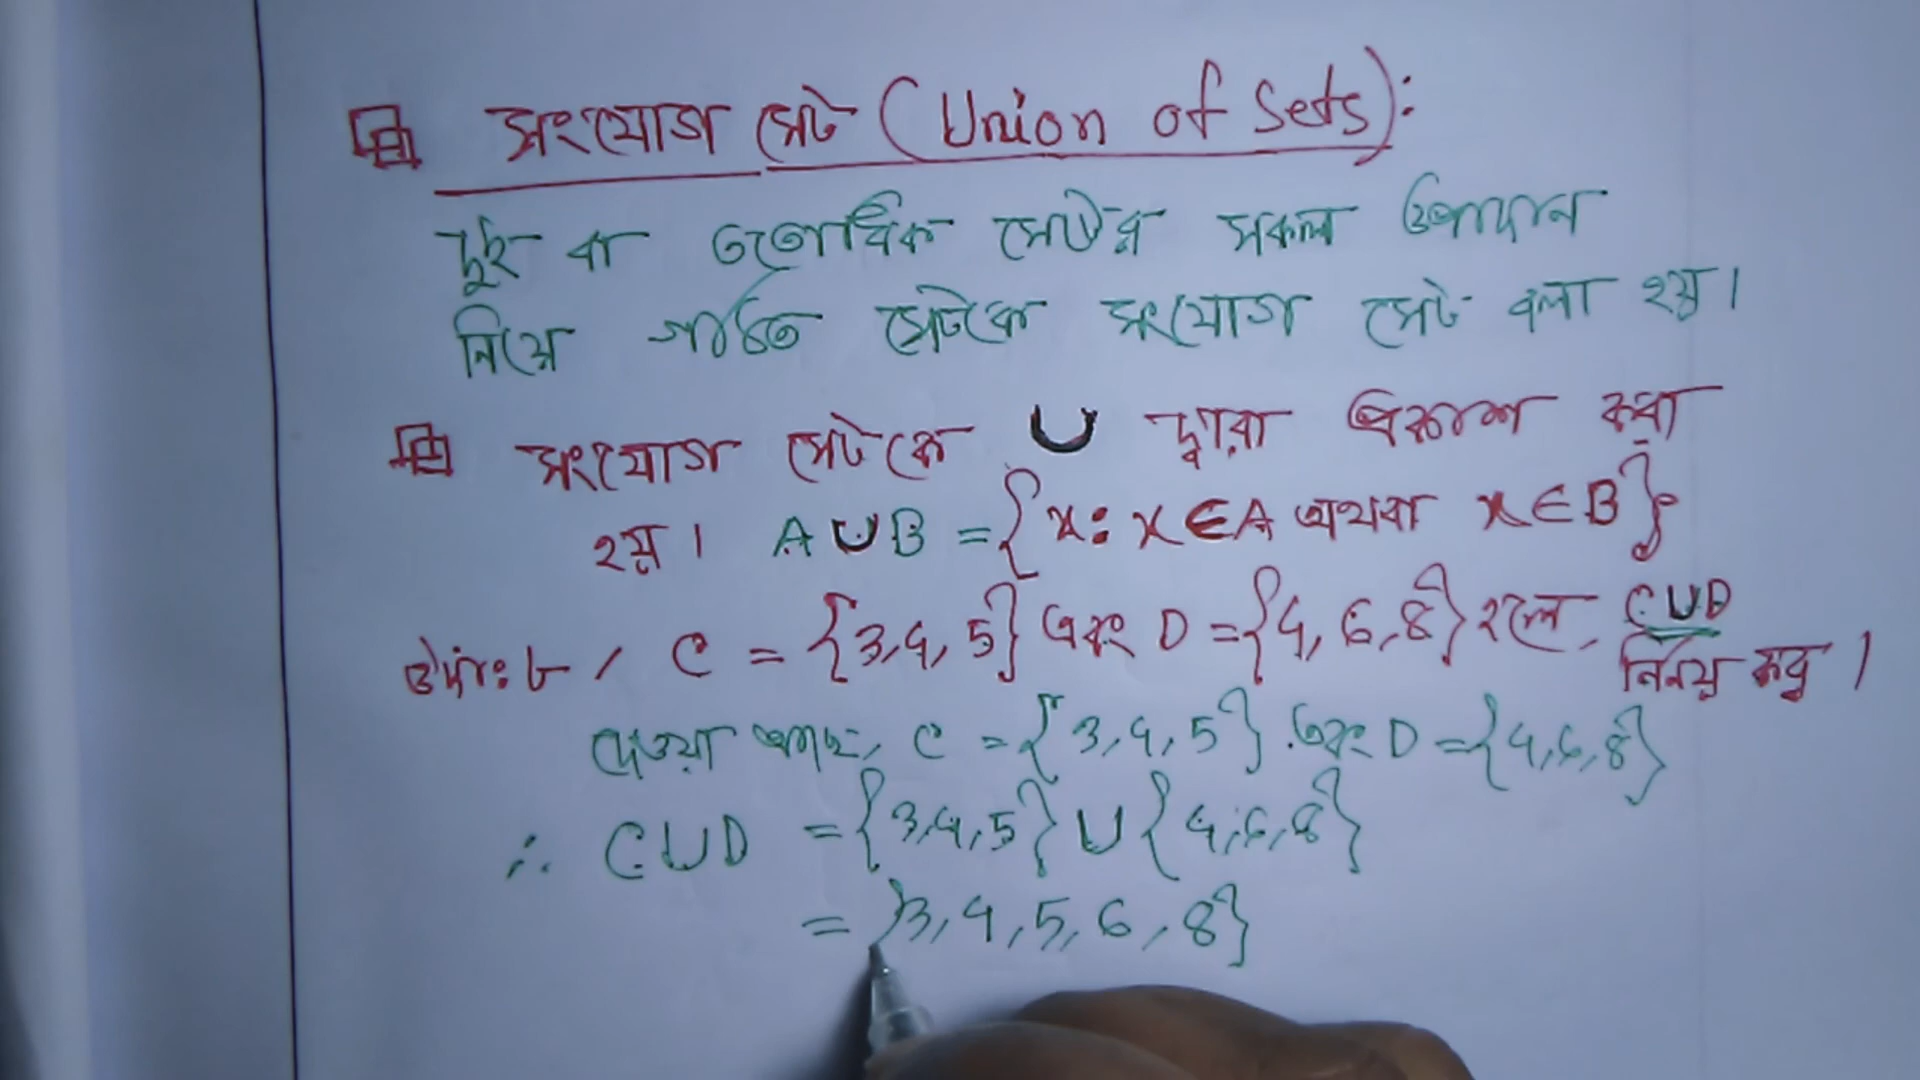 সংযোগ সেট (Union of Sets):
দুই বা ততোধিক সেটের সকল উপাদান
নিয়ে গঠিত সেটকে সংযোগ সেট বলা হয়।
সংযোগ সেটকে ∪ দ্বারা প্রকাশ করা
হয়। A∪B = {x: x∈A অথবা x∈B}
উদা: C = {3,4,5} এবং D = {4,6,8} হলে, C∪D
নির্নয় কর।
দেওয়া আছে, C = {3,4,5} এবং D = {4,6,8}
∴ C∪D = {3,4,5} ∪ {4,6,8}
= {3,4,5,6,8}